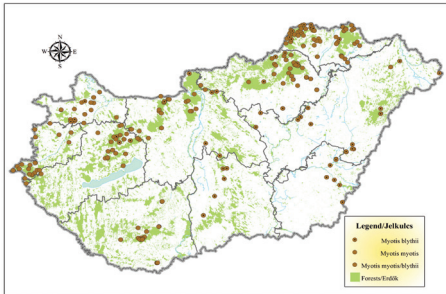 N
W E
S
Legend/Jelkulcs
Myotis blythii
Myotis myotis
Myotis myotis/blythii
Forests/Erdők